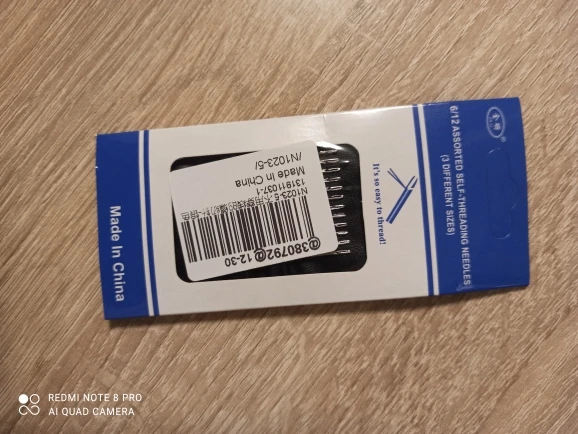 6/12 ASSORTED SELF-THREADING NEEDLES
(3 DIFFERENT SIZES)
It's so easy to thread!
@380792@12-30
N1023-5
13191037-1
Made in China
/N1023-5/
Made In China
REDMI NOTE 8 PRO
AI QUAD CAMERA